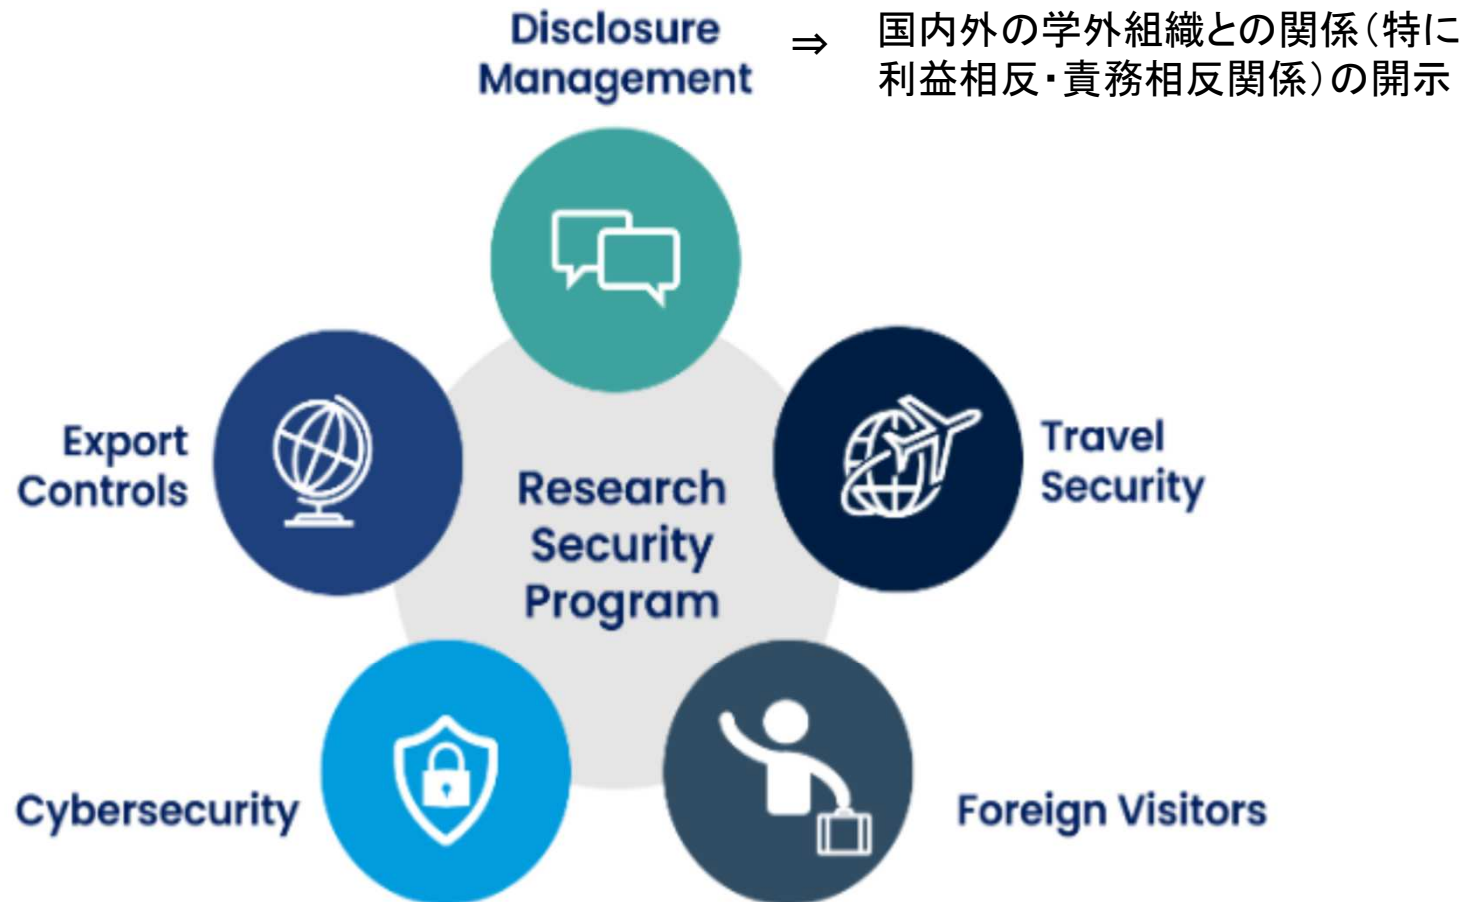 Disclosure
Management
⇒
国内外の学外組織との関係（特に
利益相反・責務相反関係）の開示
Export
Controls
Travel
Security
Research
Security
Program
Cybersecurity
Foreign Visitors